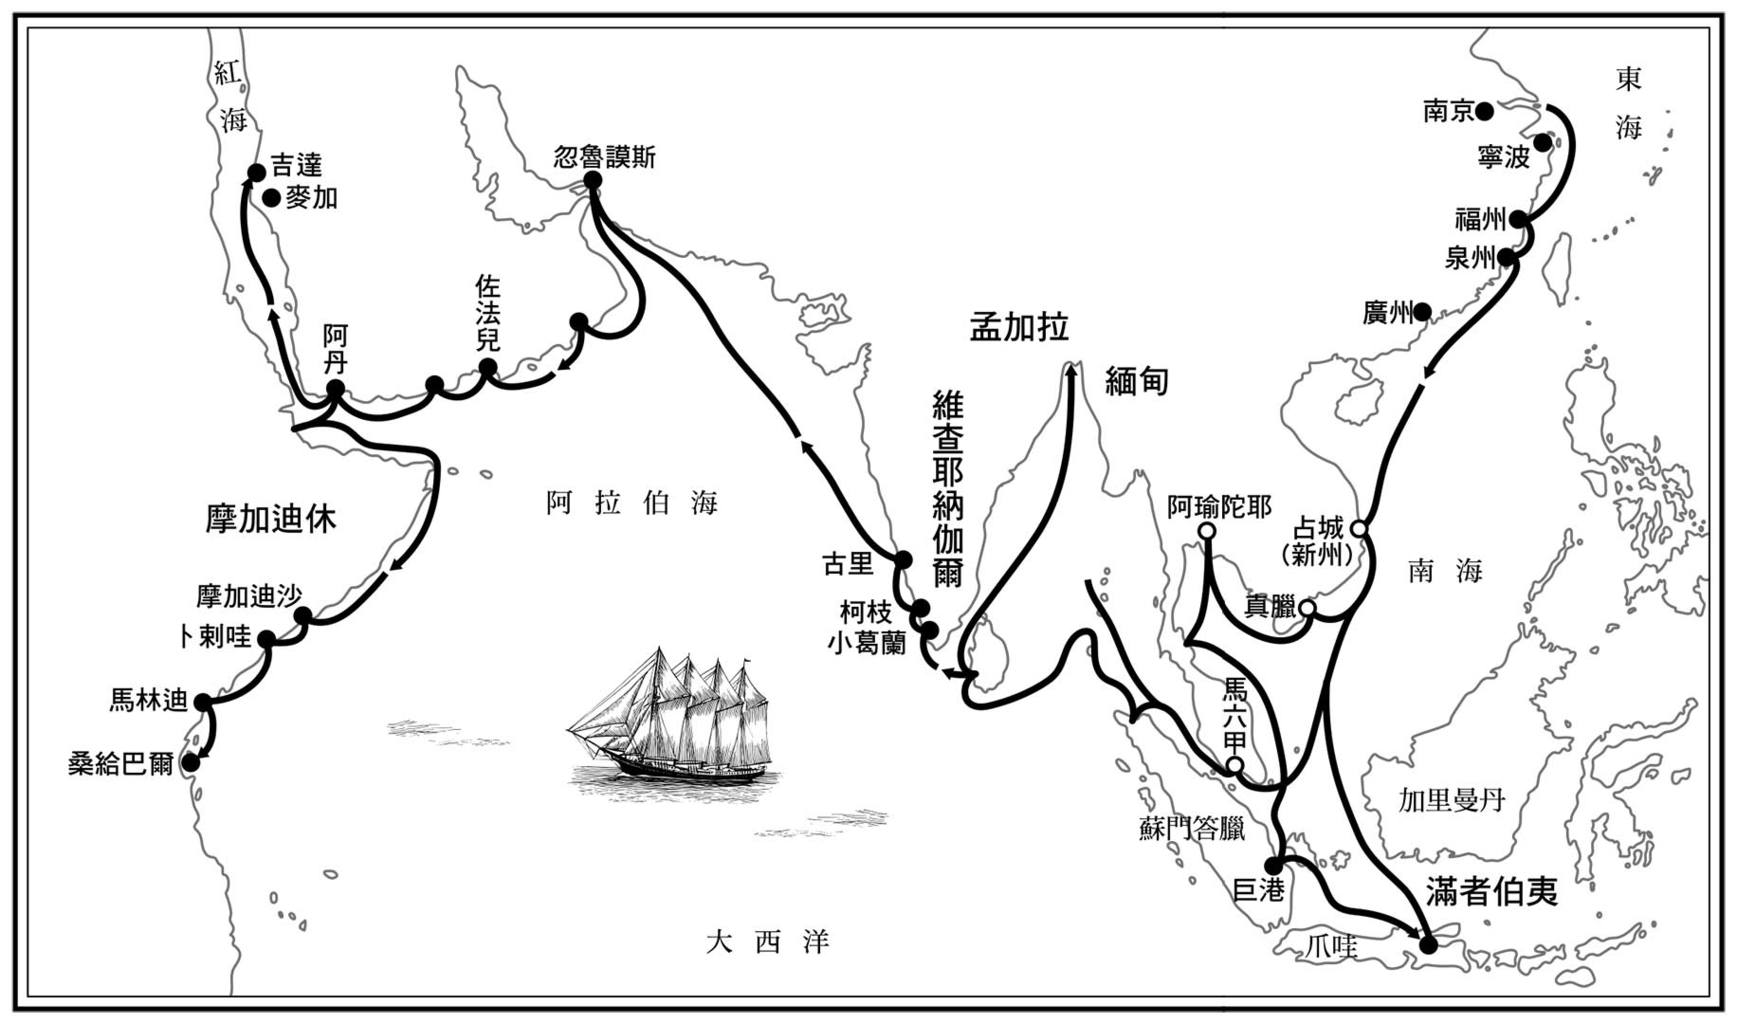 紅海
東海
南京
寧波
忽魯謨斯
吉達
麥加
福州
泉州
佐法兒
阿丹
廣州
孟加拉
緬甸
維查耶納伽爾
阿拉伯海
摩加迪休
阿瑜陀耶
占城
（新州）
南海
古里
柯枝
小葛蘭
真臘
摩加迪沙
卜剌哇
馬林迪
馬六甲
桑給巴爾
加里曼丹
蘇門答臘
巨港
滿者伯夷
大西洋
爪哇